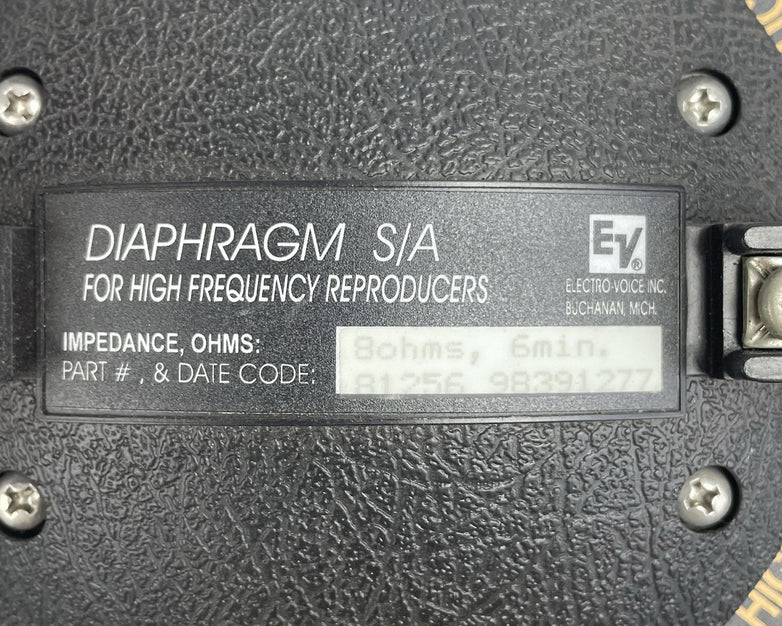 DIAPHRAGM S/A
FOR HIGH FREQUENCY REPRODUCERS
EV®
ELECTRO-VOICE INC.
BUCHANAN, MICH.
IMPEDANCE, OHMS: 8ohms, 6min.
PART # , & DATE CODE: 81256 98391277